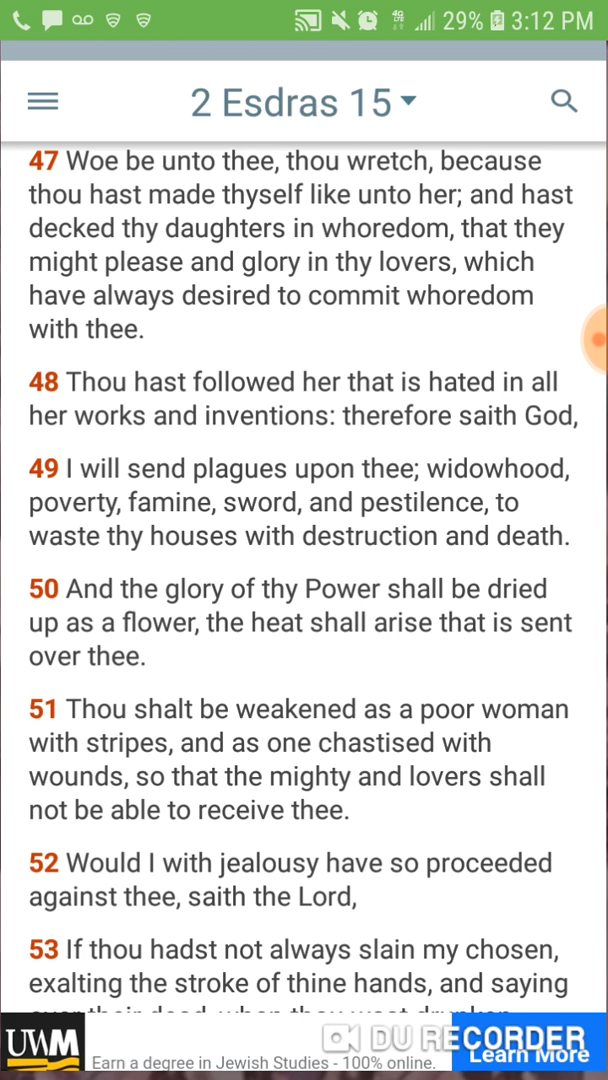 29% 3:12 PM
2 Esdras 15
47 Woe be unto thee, thou wretch, because
thou hast made thyself like unto her; and hast
decked thy daughters in whoredom, that they
might please and glory in thy lovers, which
have always desired to commit whoredom
with thee.
48 Thou hast followed her that is hated in all
her works and inventions: therefore saith God,
49 I will send plagues upon thee; widowhood,
poverty, famine, sword, and pestilence, to
waste thy houses with destruction and death.
50 And the glory of thy Power shall be dried
up as a flower, the heat shall arise that is sent
over thee.
51 Thou shalt be weakened as a poor woman
with stripes, and as one chastised with
wounds, so that the mighty and lovers shall
not be able to receive thee.
52 Would I with jealousy have so proceeded
against thee, saith the Lord,
53 If thou hadst not always slain my chosen,
exalting the stroke of thine hands, and saying
over their dead, when thou wast drunken,
DU RECORDER
UWM
Earn a degree in Jewish Studies - 100% online.
Learn More